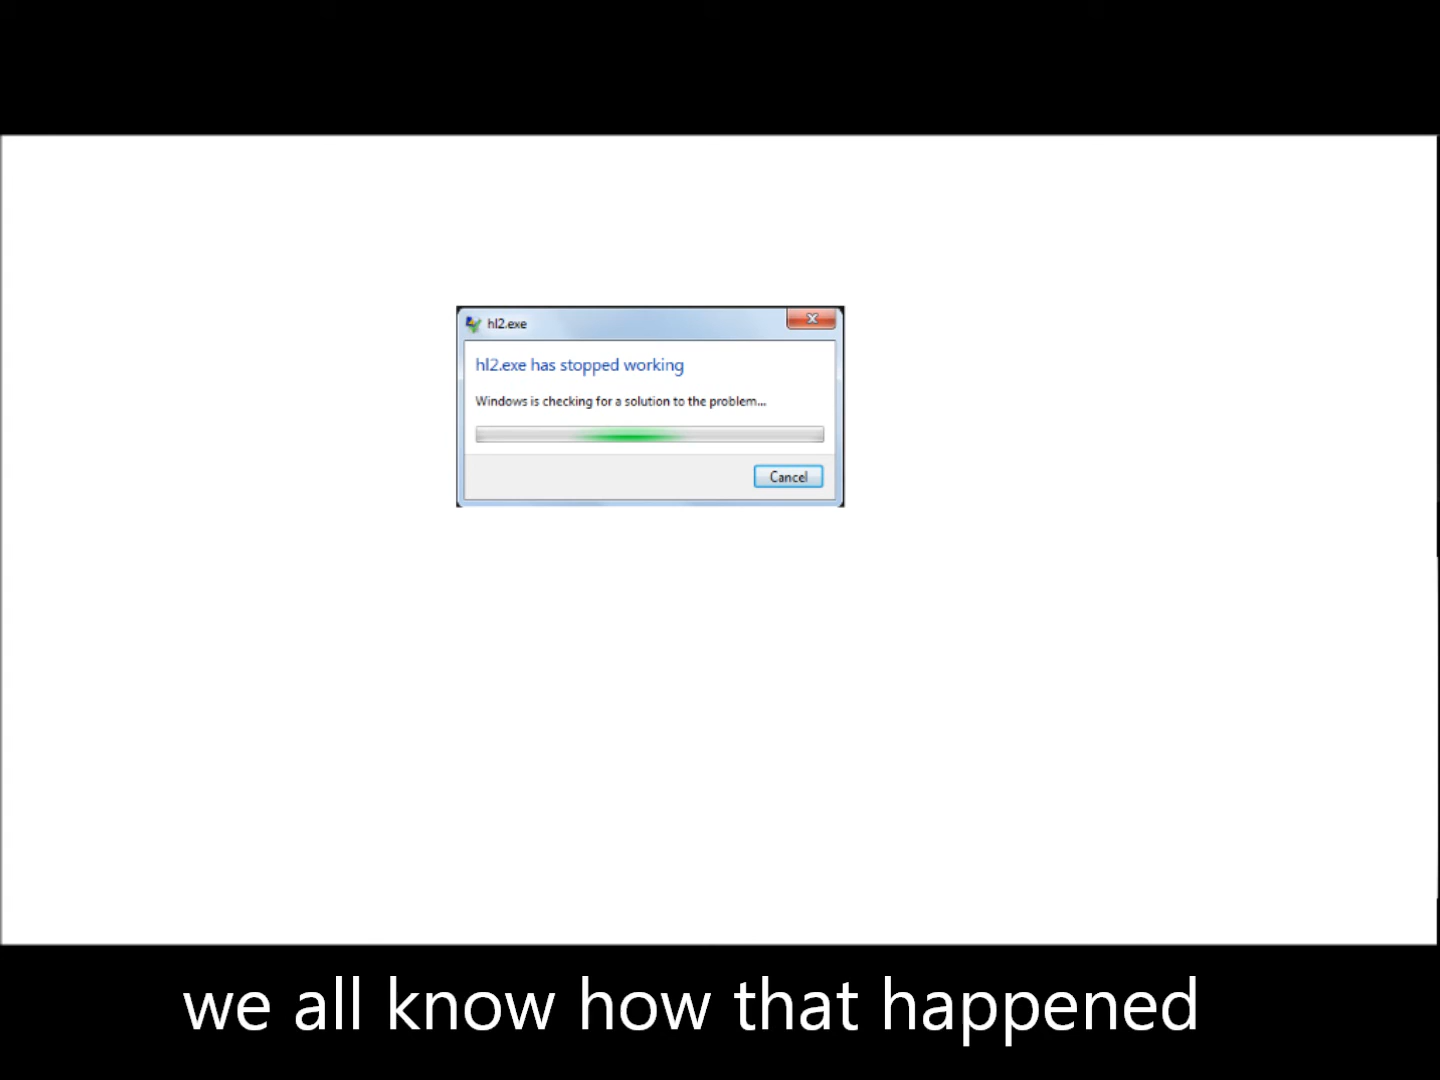 hl2.exe
hl2.exe has stopped working
Windows is checking for a solution to the problem...
Cancel
we all know how that happened